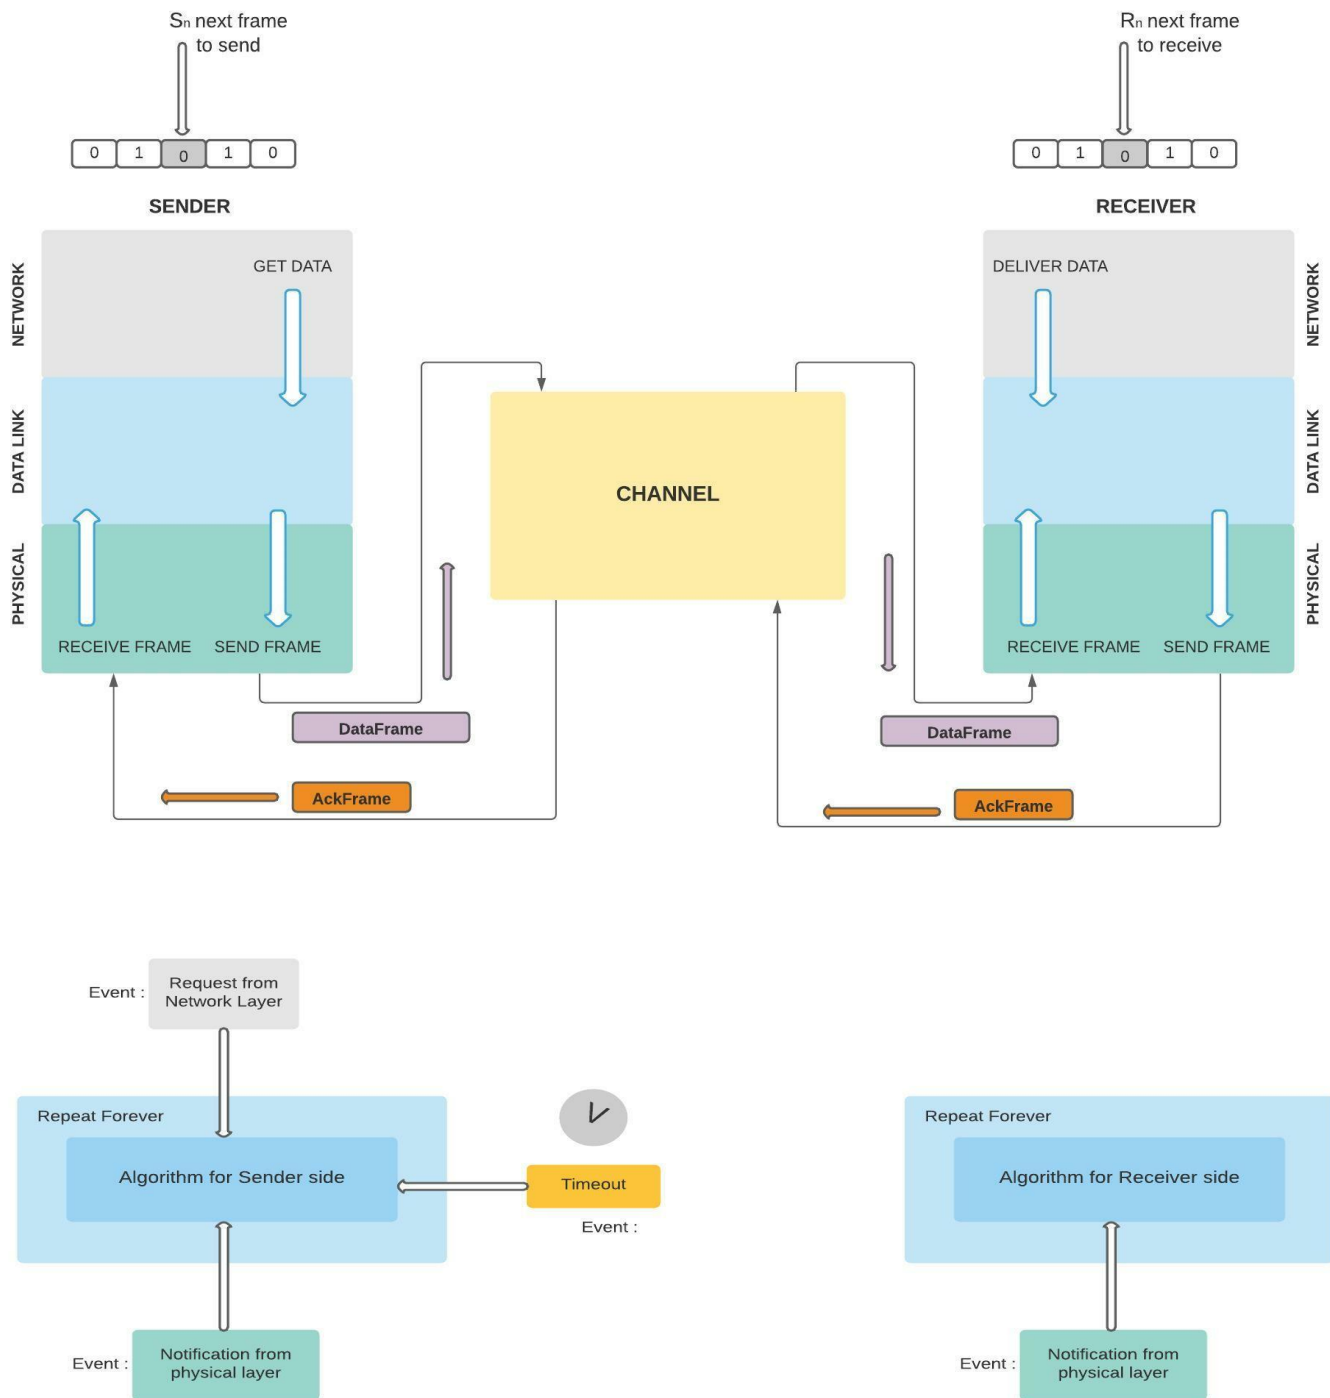 Sn next frame
to send
Rn next frame
to receive
0 1 0 1 0
0 1 0 1 0
SENDER
RECEIVER
NETWORK
GET DATA
DELIVER DATA
NETWORK
DATA LINK
CHANNEL
DATA LINK
PHYSICAL
PHYSICAL
RECEIVE FRAME
SEND FRAME
RECEIVE FRAME
SEND FRAME
DataFrame
DataFrame
AckFrame
AckFrame
Event :
Request from
Network Layer
Repeat Forever
Algorithm for Sender side
Timeout
Event :
Repeat Forever
Algorithm for Receiver side
Event :
Notification from
physical layer
Event :
Notification from
physical layer